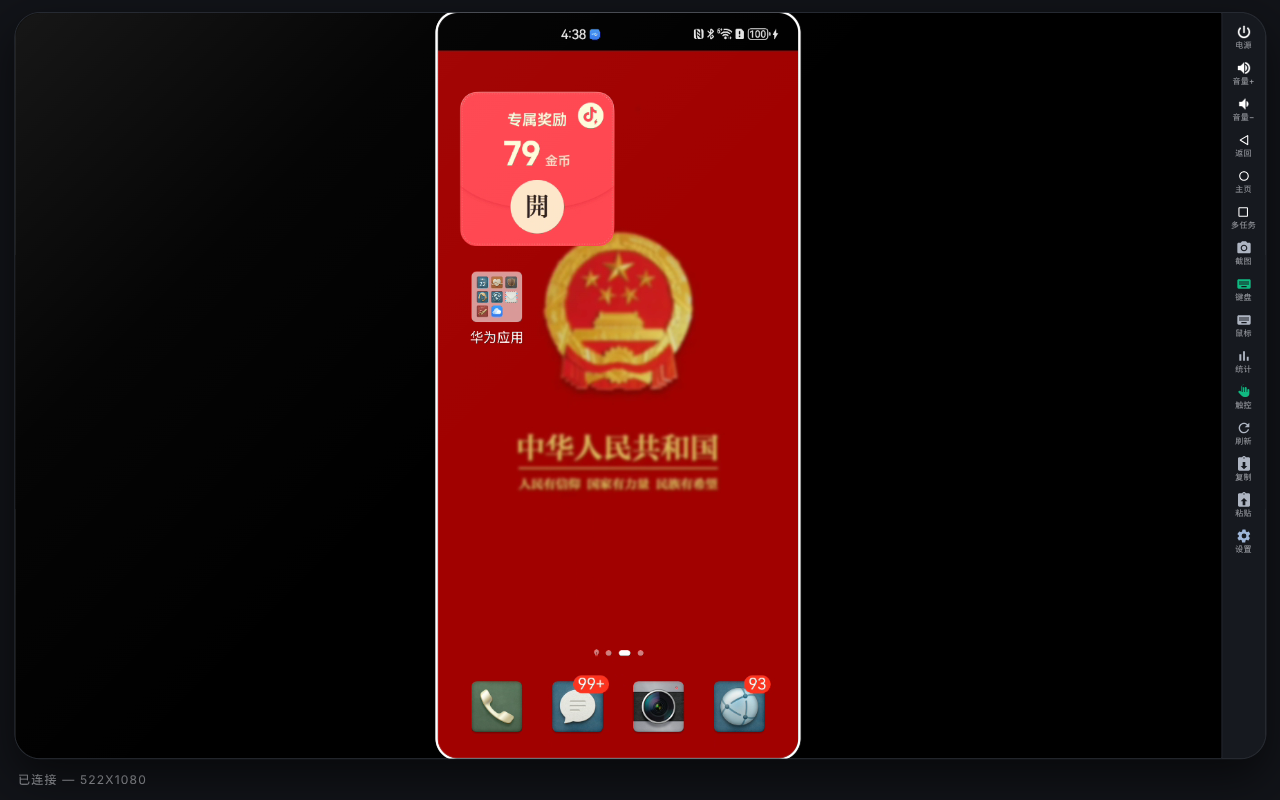 4:38
100
专属奖励
79 金币
開
72
华为应用
中华人民共和国
人民有信仰 国家有力量 民族有希望
99+
93
电源
音量+
音量-
返回
主页
多任务
截图
键盘
鼠标
统计
触控
刷新
复制
粘贴
设置
已连接 — 522X1080